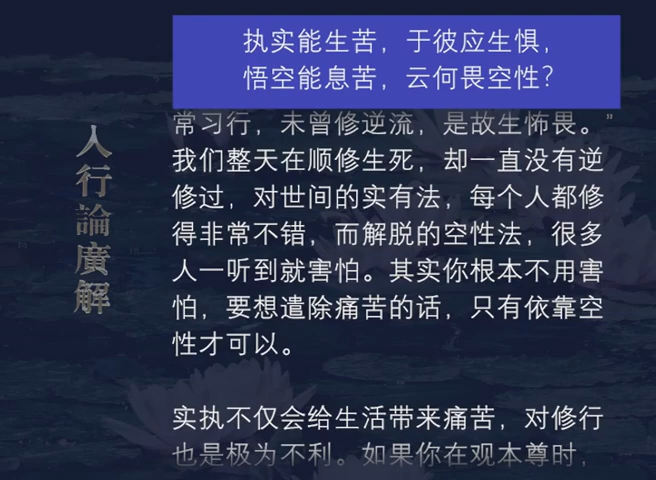 执实能生苦，于彼应生惧，
悟空能息苦，云何畏空性？
入行論廣解
常习行，未曾修逆流，是故生怖畏。”
我们整天在顺修生死，却一直没有逆
修过，对世间的实有法，每个人都修
得非常不错，而解脱的空性法，很多
人一听到就害怕。其实你根本不用害
怕，要想遣除痛苦的话，只有依靠空
性才可以。
实执不仅会给生活带来痛苦，对修行
也是极为不利。如果你在观本尊时，